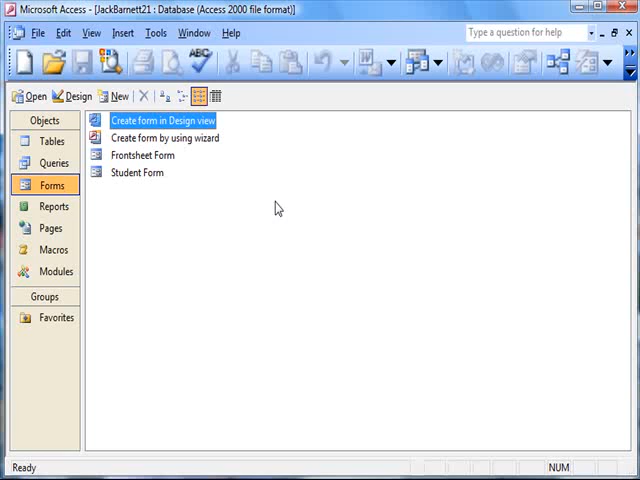 Microsoft Access - [JackBarnett21 : Database (Access 2000 file format)]
File Edit View Insert Tools Window Help
Type a question for help
ABC
Open Design New
Objects
Tables
Queries
Forms
Reports
Pages
Macros
Modules
Groups
Favorites
Create form in Design view
Create form by using wizard
Frontsheet Form
Student Form
Ready
NUM